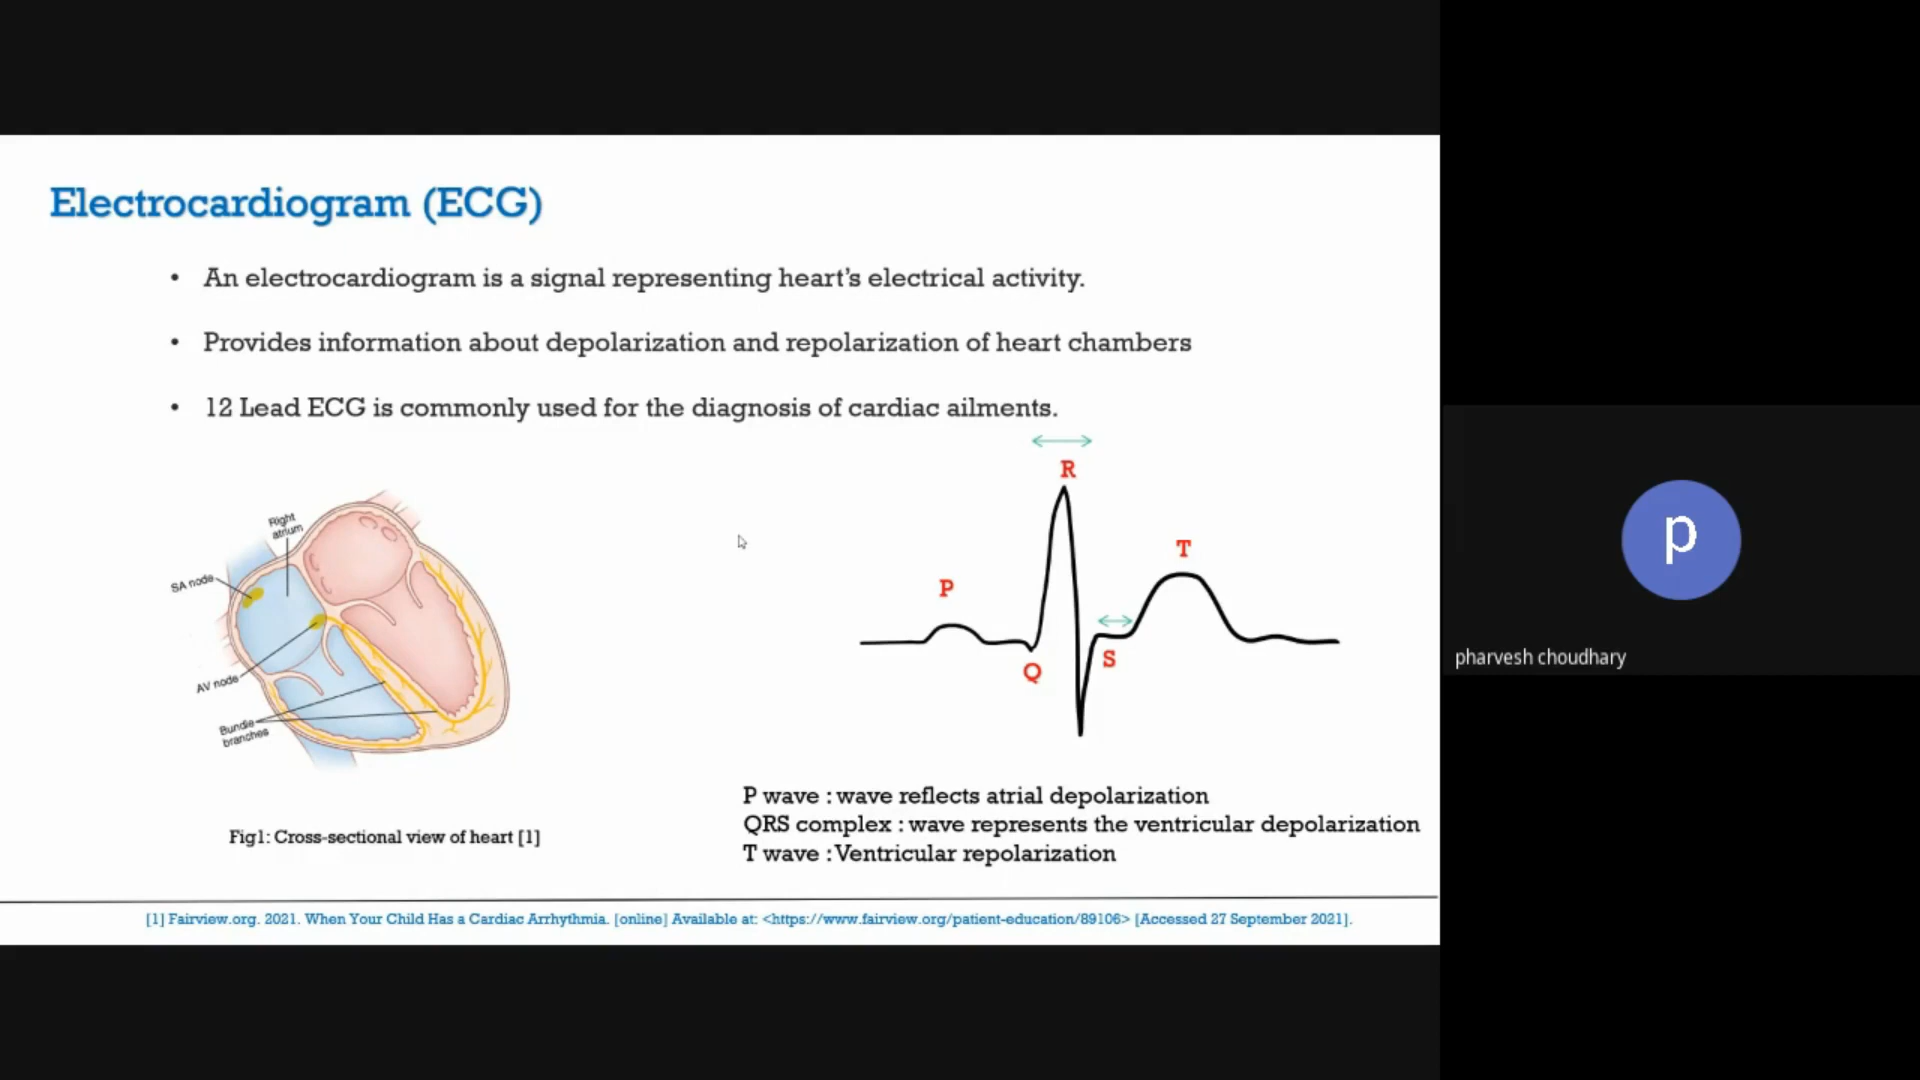 Electrocardiogram (ECG)
• An electrocardiogram is a signal representing heart's electrical activity.
• Provides information about depolarization and repolarization of heart chambers
• 12 Lead ECG is commonly used for the diagnosis of cardiac ailments.
Right
atrium
SA node
AV node
Bundle
branches
Fig1: Cross-sectional view of heart [1]
R
T
P
Q
S
P wave : wave reflects atrial depolarization
QRS complex : wave represents the ventricular depolarization
T wave : Ventricular repolarization
[1] Fairview.org. 2021. When Your Child Has a Cardiac Arrhythmia. [online] Available at: <https://www.fairview.org/patient-education/89106> [Accessed 27 September 2021].
p
pharvesh choudhary